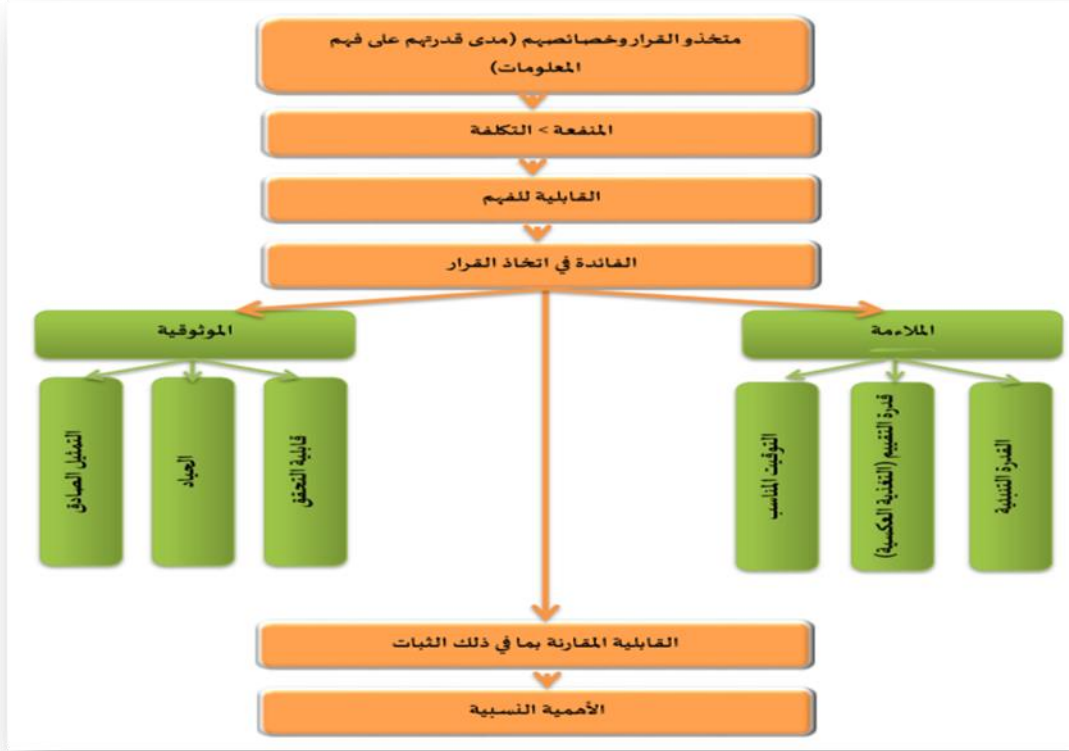 متخذو القرار وخصائصهم (مدى قدرتهم على فهم
المعلومات)
المنفعة > التكلفة
القابلية للفهم
الفائدة في اتخاذ القرار
الملاءمة
الموثوقية
القدرة التنبئية
قدرة التقييم (التغذية العكسية)
التوقيت المناسب
قابلية التحقق
الحياد
التمثيل الصادق
القابلية المقارنة بما في ذلك الثبات
الأهمية النسبية